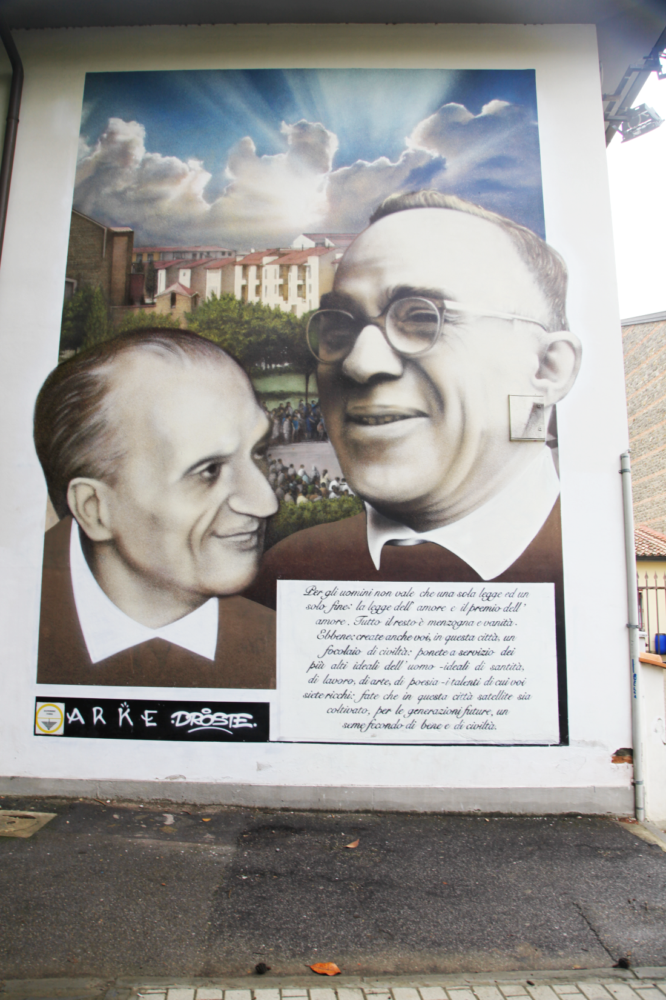 Per gli uomini non vale che una sola legge ed un
solo fine: la legge dell'amore e il premio dell'
amore. Tutto il resto è menzogna e vanità.
Ebbene: create anche voi, in questa città, un
focolaio di civiltà: ponete a servizio dei
più alti ideali dell'uomo -ideali di santità,
di lavoro, di arte, di poesia -i talenti di cui voi
siete ricchi: fate che in questa città satellite sia
coltivato, per le generazioni future, un
seme fecondo di bene e di civiltà.
ARKE ·DROSTE.